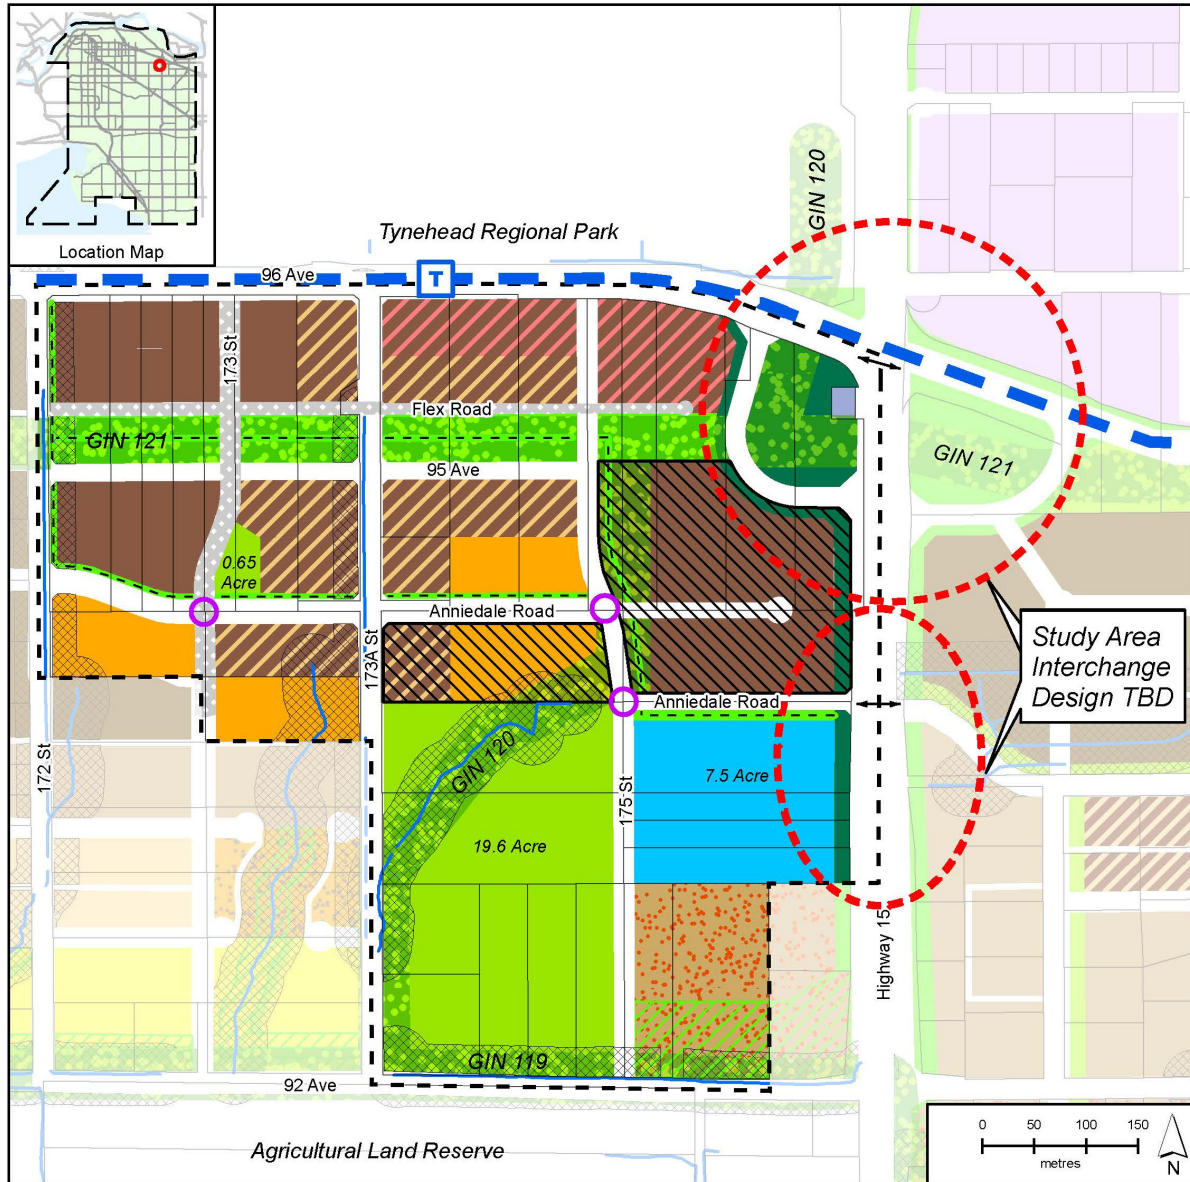 Location Map
Tynehead Regional Park
GIN 120
96 Ave
T
173 St
Flex Road
GIN 121
95 Ave
GIN 121
0.65
Acre
Anniedale Road
173A St
Study Area
Interchange
Design TBD
Anniedale Road
GIN 120
172 St
175 St
7.5 Acre
19.6 Acre
Highway 15
GIN 119
92 Ave
Agricultural Land Reserve
0 50 100 150
metres
N